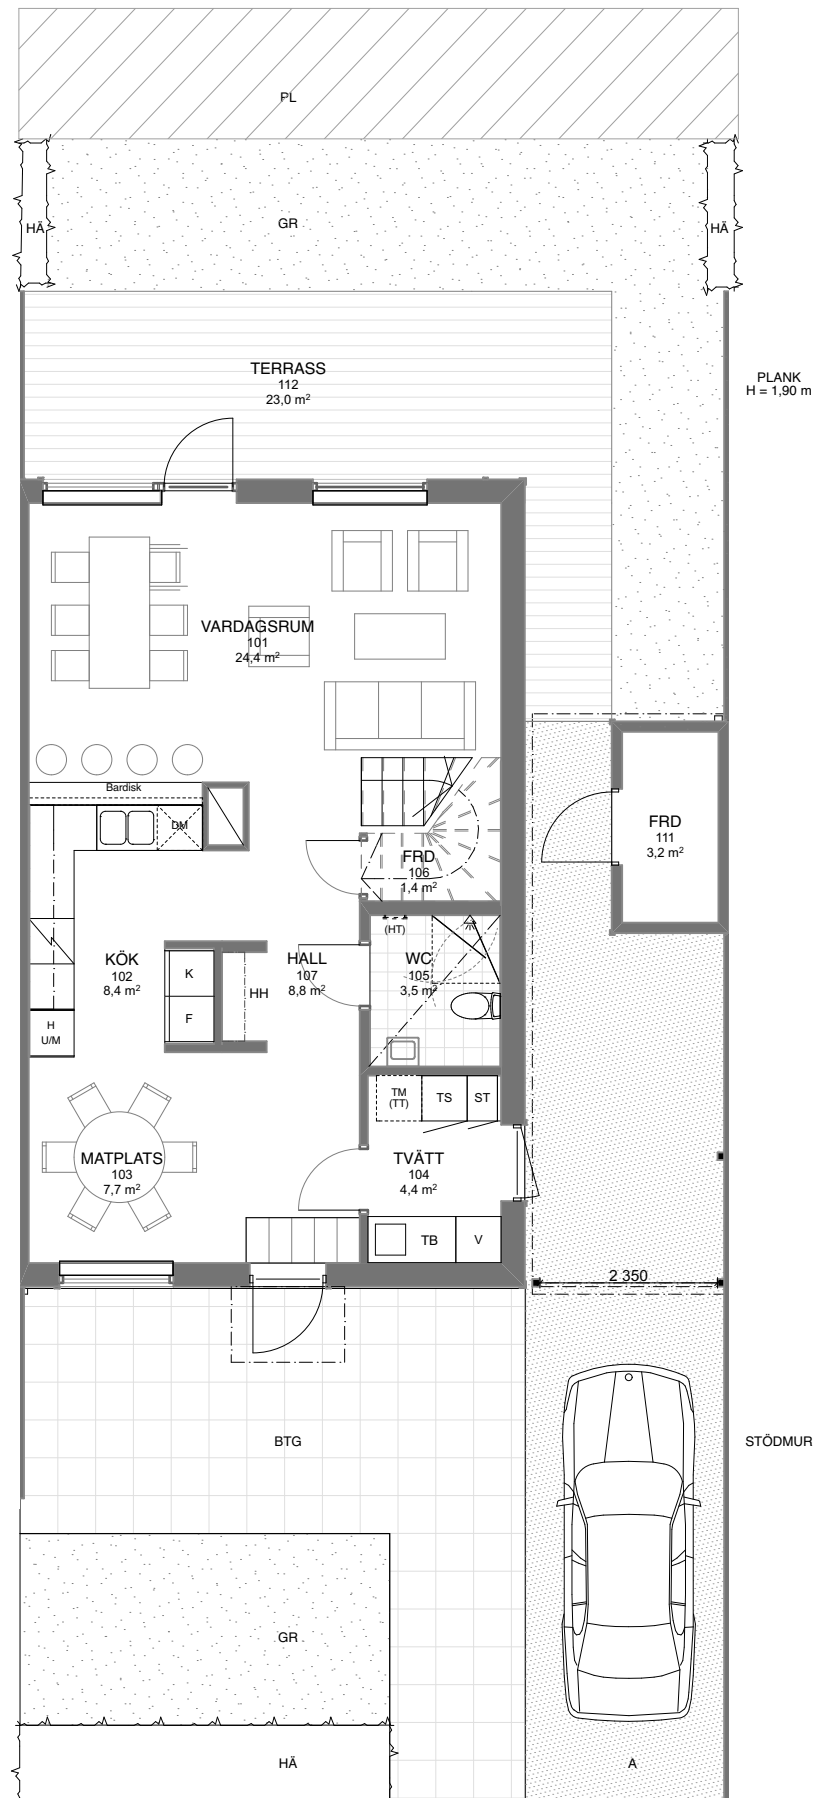 PL
HÄ
GR
HÄ
TERRASS
112
23,0 m²
PLANK
H = 1,90 m
VARDAGSRUM
101
24,4 m²
Bardisk
DM
FRD
106
1,4 m²
FRD
111
3,2 m²
(HT)
KÖK
102
8,4 m²
K
F
HH
HALL
107
8,8 m²
WC
105
3,5 m²
H
U/M
TM
(TT)
TS
ST
MATPLATS
103
7,7 m²
TVÄTT
104
4,4 m²
TB
V
2 350
BTG
STÖDMUR
GR
HÄ
A